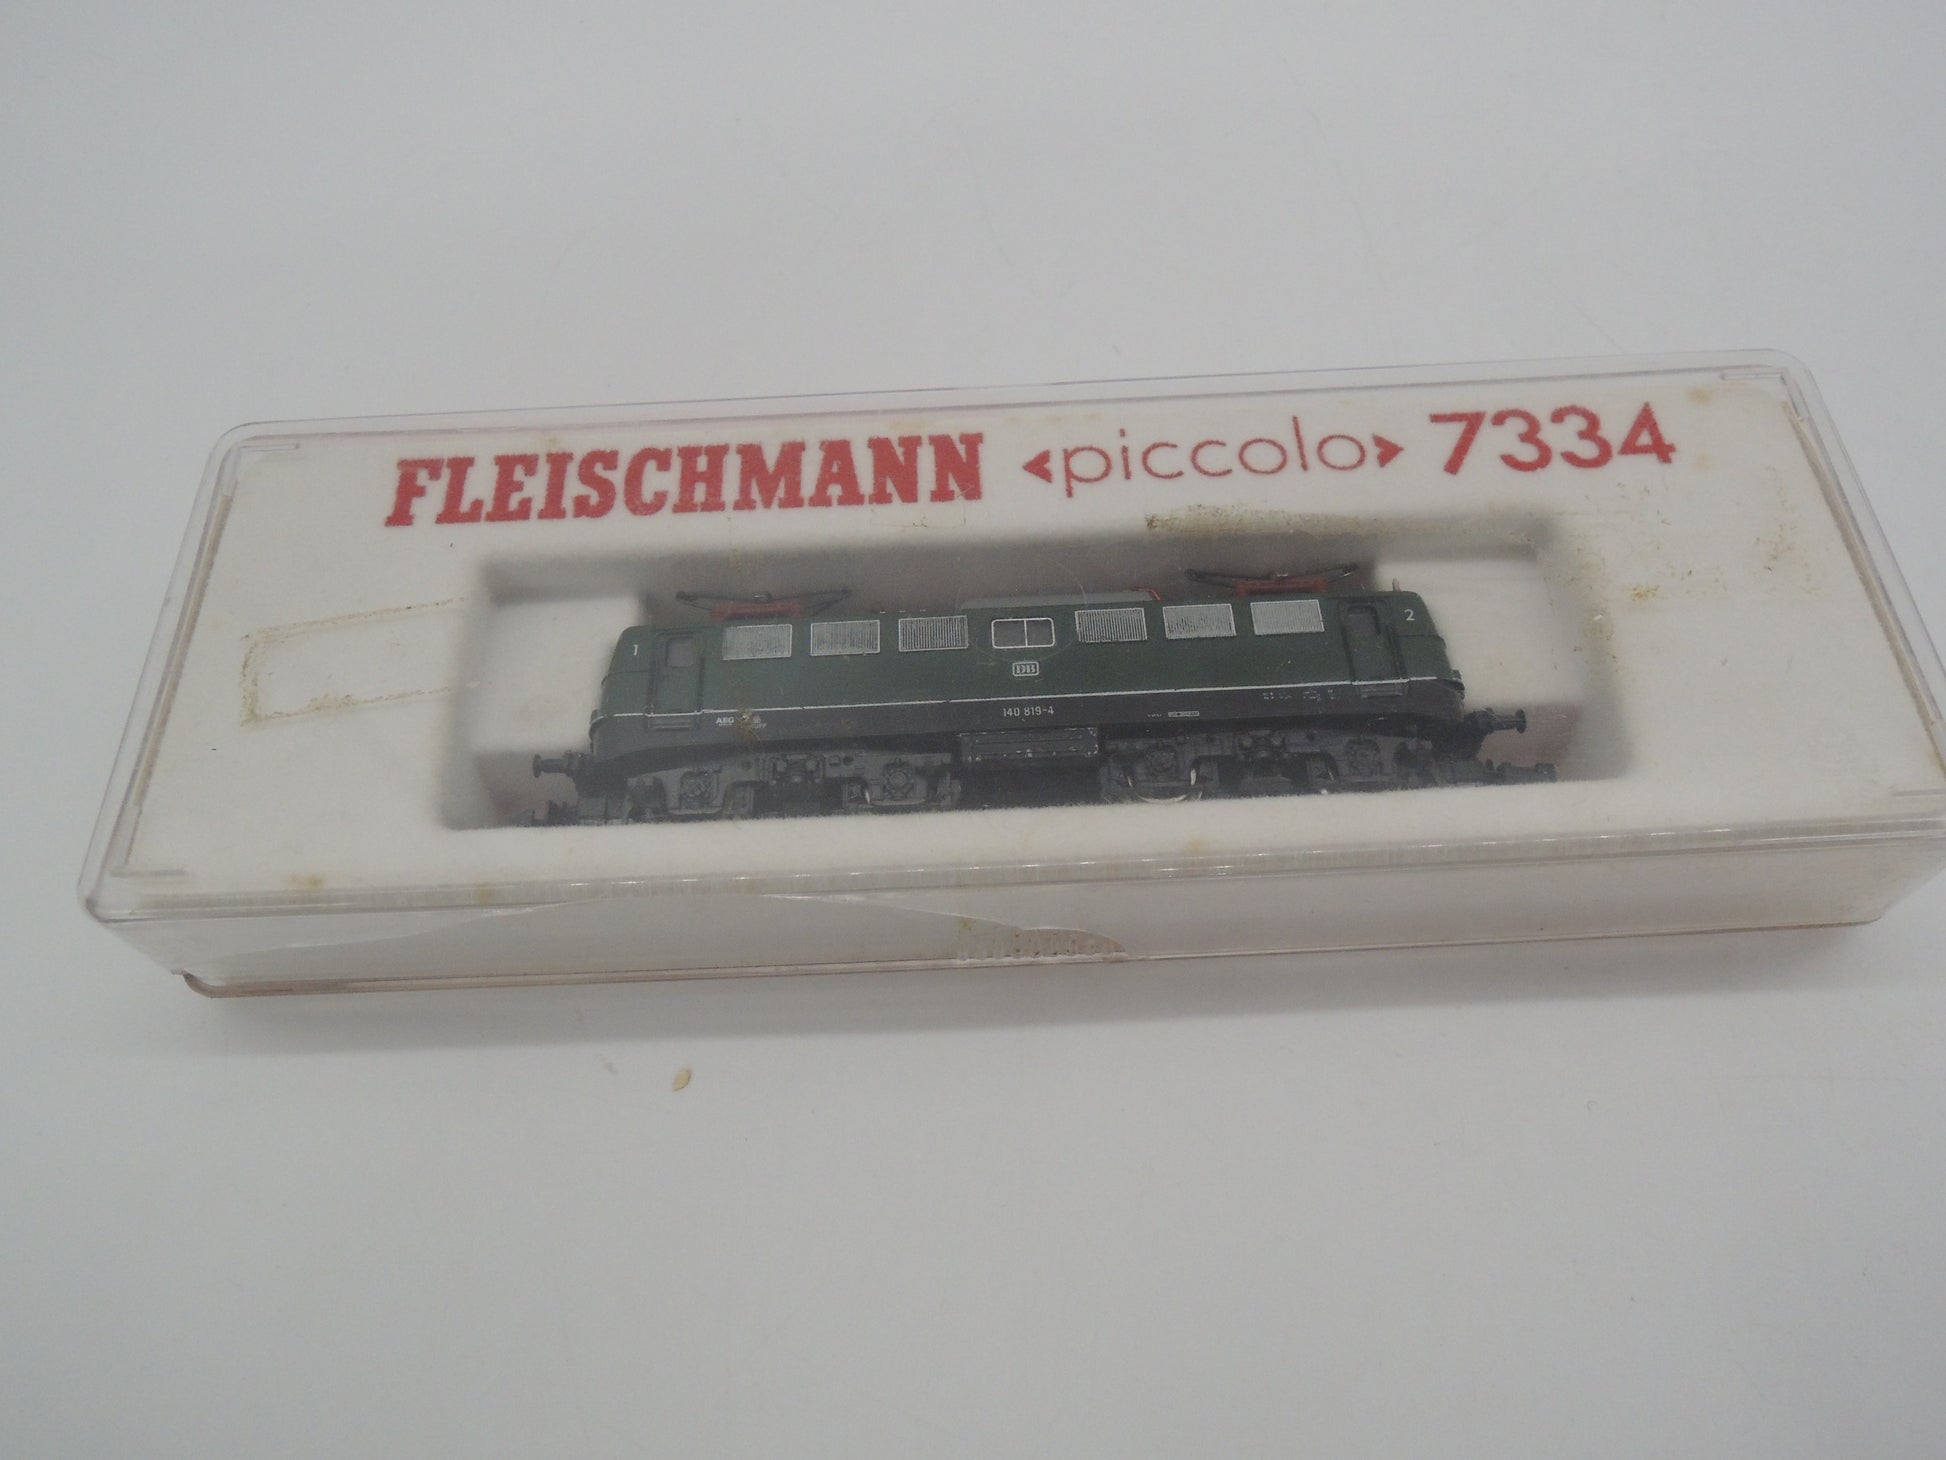 FLEISCHMANN <piccolo> 7334
1
2
DB
AEG
140 819-4